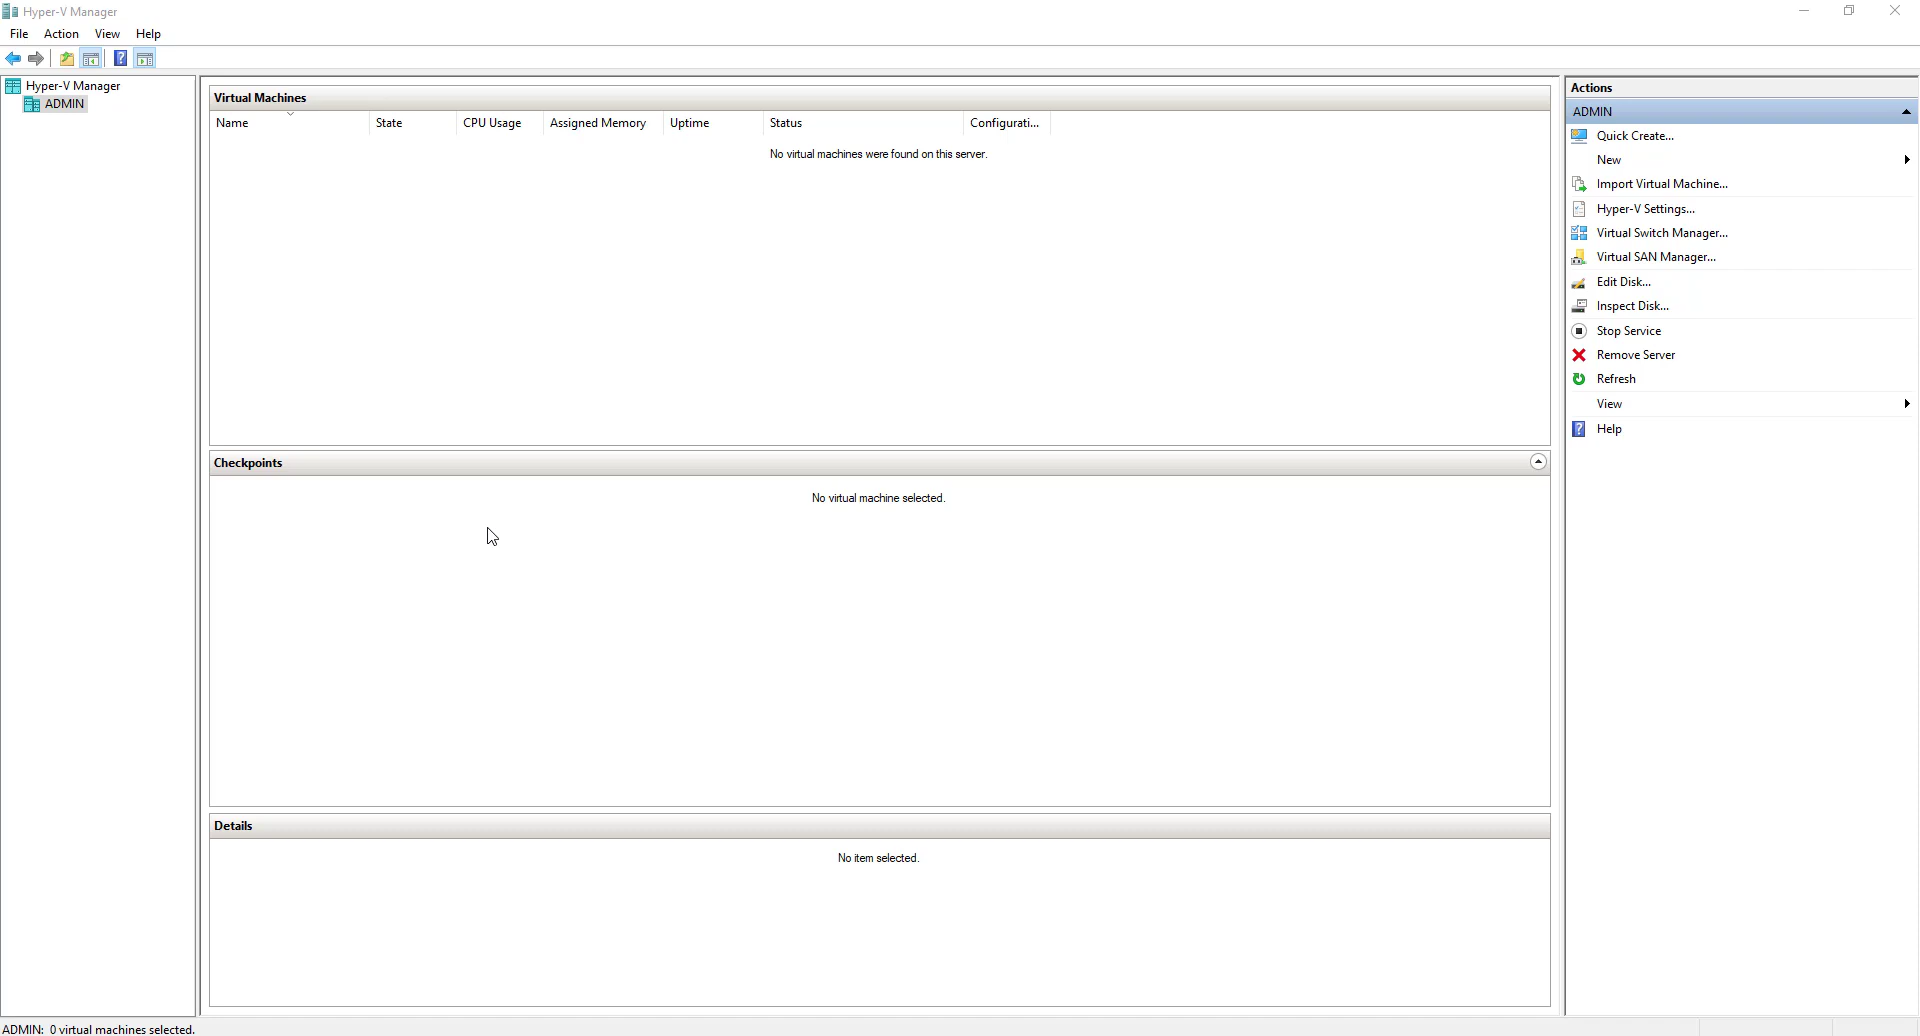 Hyper-V Manager
File Action View Help
Hyper-V Manager
ADMIN
Virtual Machines
Name State CPU Usage Assigned Memory Uptime Status Configurati...
No virtual machines were found on this server.
Checkpoints
No virtual machine selected.
Details
No item selected.
Actions
ADMIN
Quick Create...
New
Import Virtual Machine...
Hyper-V Settings...
Virtual Switch Manager...
Virtual SAN Manager...
Edit Disk...
Inspect Disk...
Stop Service
Remove Server
Refresh
View
Help
ADMIN: 0 virtual machines selected.